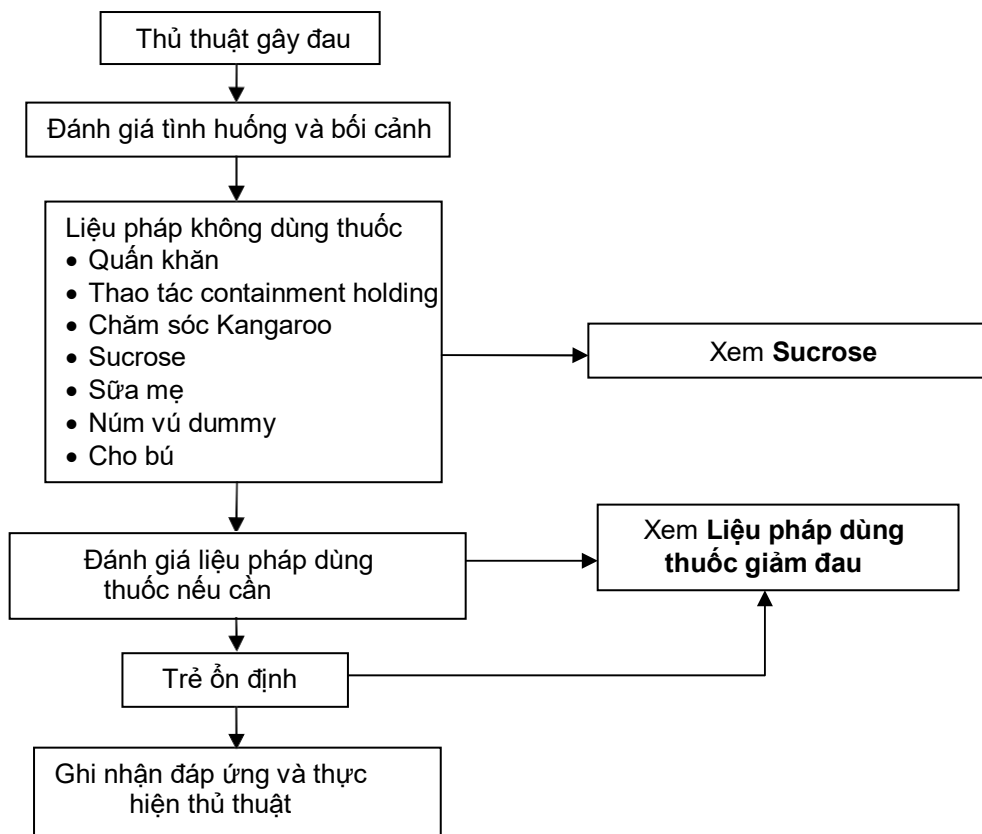 Thủ thuật gây đau
Đánh giá tình huống và bối cảnh
Liệu pháp không dùng thuốc
• Quấn khăn
• Thao tác containment holding
• Chăm sóc Kangaroo
• Sucrose
• Sữa mẹ
• Núm vú dummy
• Cho bú
Xem Sucrose
Đánh giá liệu pháp dùng
thuốc nếu cần
Xem Liệu pháp dùng
thuốc giảm đau
Trẻ ổn định
Ghi nhận đáp ứng và thực
hiện thủ thuật